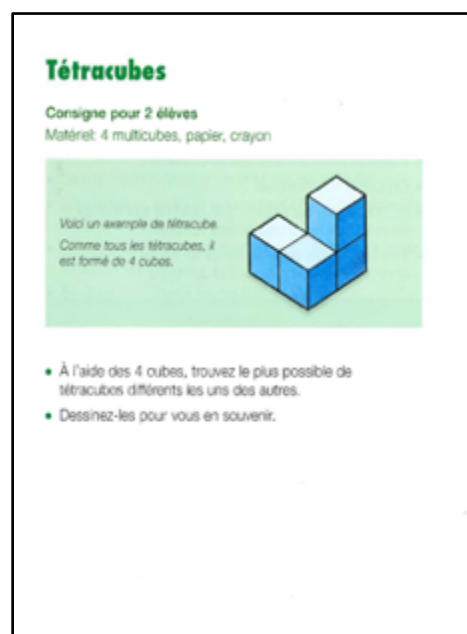 Tétracubes
Consigne pour 2 élèves
Matériel: 4 multicubes, papier, crayon
Voici un exemple de tétracube.
Comme tous les tétracubes, il
est formé de 4 cubes.
• À l'aide des 4 cubes, trouvez le plus possible de
tétracubes différents les uns des autres.
• Dessinez-les pour vous en souvenir.